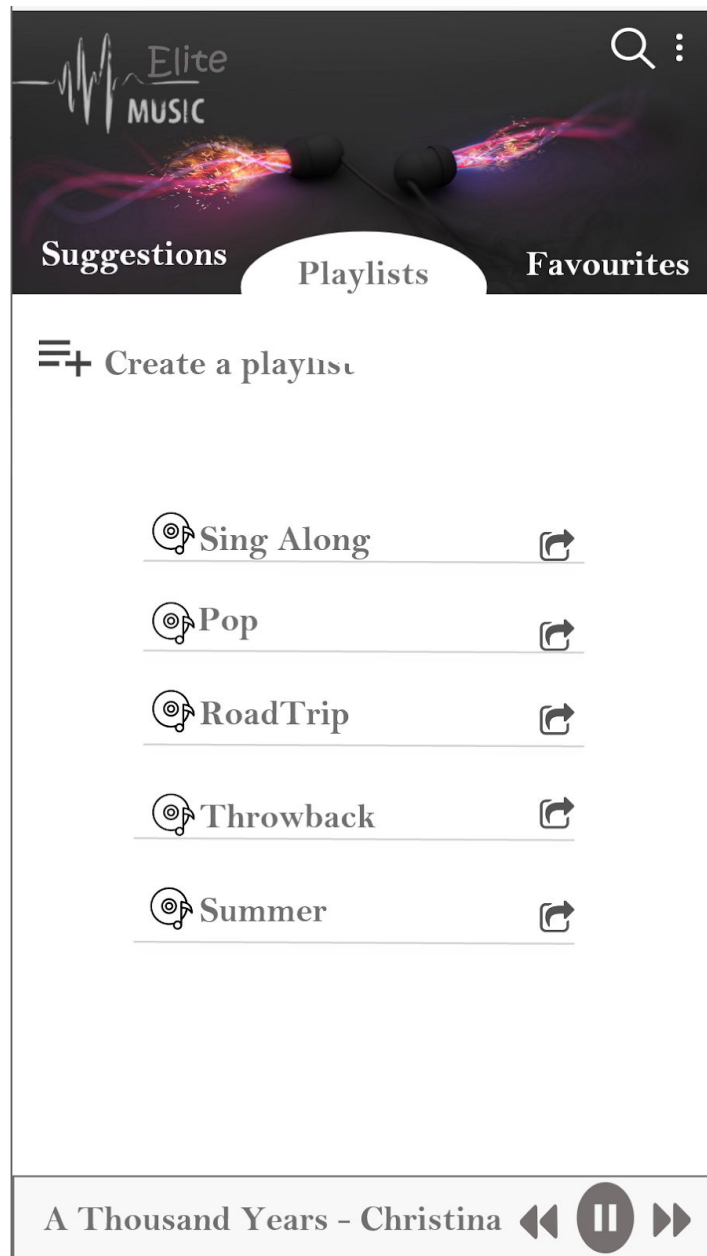 Elite
MUSIC
Suggestions Playlists Favourites
Create a playlist
Sing Along
Pop
RoadTrip
Throwback
Summer
A Thousand Years - Christina